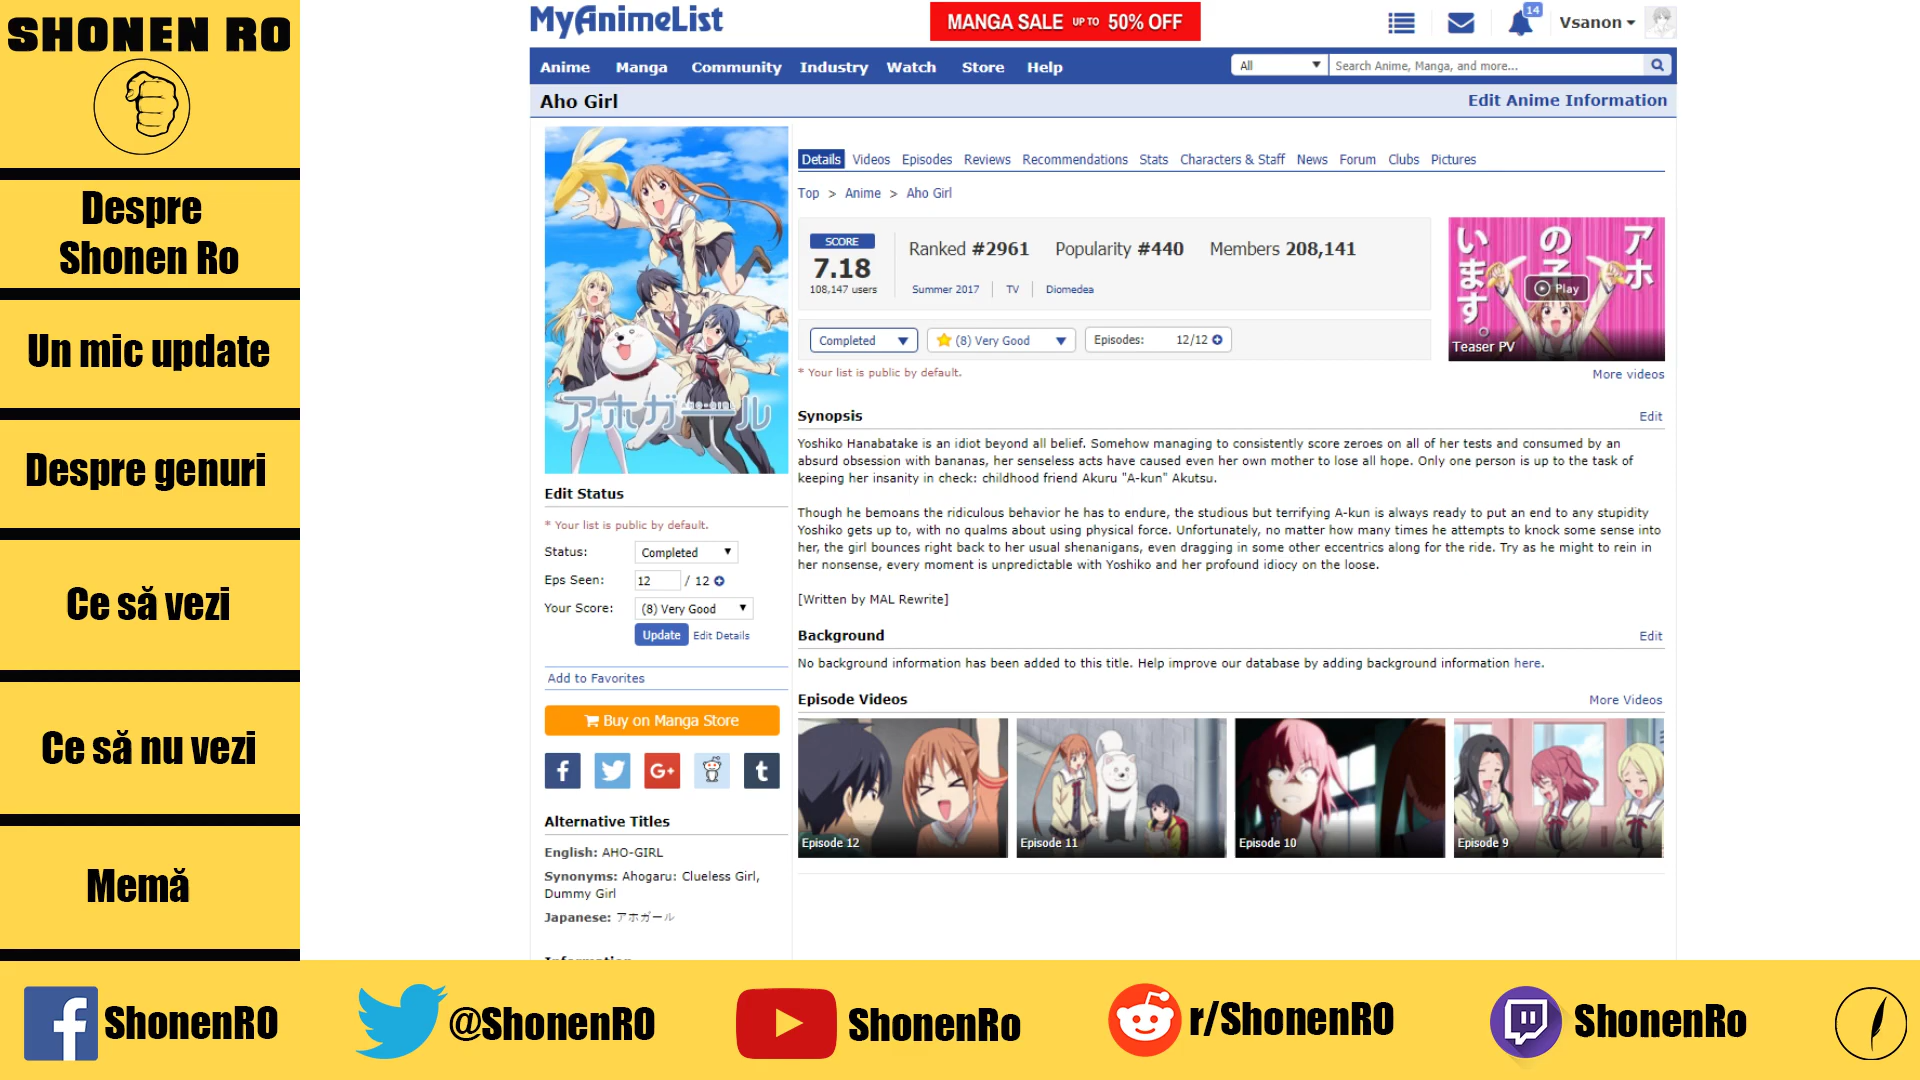 SHONEN RO
Despre
Shonen Ro
Un mic update
Despre genuri
Ce să vezi
Ce să nu vezi
Memă
MyAnimeList
MANGA SALE UP TO 50% OFF
14
Vsanon
Anime Manga Community Industry Watch Store Help
All
Search Anime, Manga, and more...
Aho Girl
Edit Anime Information
アホガール
Edit Status
* Your list is public by default.
Status: Completed
Eps Seen: 12 / 12
Your Score: (8) Very Good
Update Edit Details
Add to Favorites
Buy on Manga Store
f
G+
t
Alternative Titles
English: AHO-GIRL
Synonyms: Ahogaru: Clueless Girl,
Dummy Girl
Japanese: アホガール
Details Videos Episodes Reviews Recommendations Stats Characters & Staff News Forum Clubs Pictures
Top > Anime > Aho Girl
SCORE
7.18
108,147 users
Ranked #2961 Popularity #440 Members 208,141
Summer 2017 TV Diomedea
Completed
(8) Very Good
Episodes: 12/12
* Your list is public by default.
アホ
の子
います。
Play
Teaser PV
More videos
Synopsis
Edit
Yoshiko Hanabatake is an idiot beyond all belief. Somehow managing to consistently score zeroes on all of her tests and consumed by an
absurd obsession with bananas, her senseless acts have caused even her own mother to lose all hope. Only one person is up to the task of
keeping her insanity in check: childhood friend Akuru "A-kun" Akutsu.
Though he bemoans the ridiculous behavior he has to endure, the studious but terrifying A-kun is always ready to put an end to any stupidity
Yoshiko gets up to, with no qualms about using physical force. Unfortunately, no matter how many times he attempts to knock some sense into
her, the girl bounces right back to her usual shenanigans, even dragging in some other eccentrics along for the ride. Try as he might to rein in
her nonsense, every moment is unpredictable with Yoshiko and her profound idiocy on the loose.
[Written by MAL Rewrite]
Background
Edit
No background information has been added to this title. Help improve our database by adding background information here.
Episode Videos
More Videos
Episode 12
Episode 11
Episode 10
Episode 9
f ShonenRO
@ShonenRO
ShonenRo
r/ShonenRO
ShonenRo